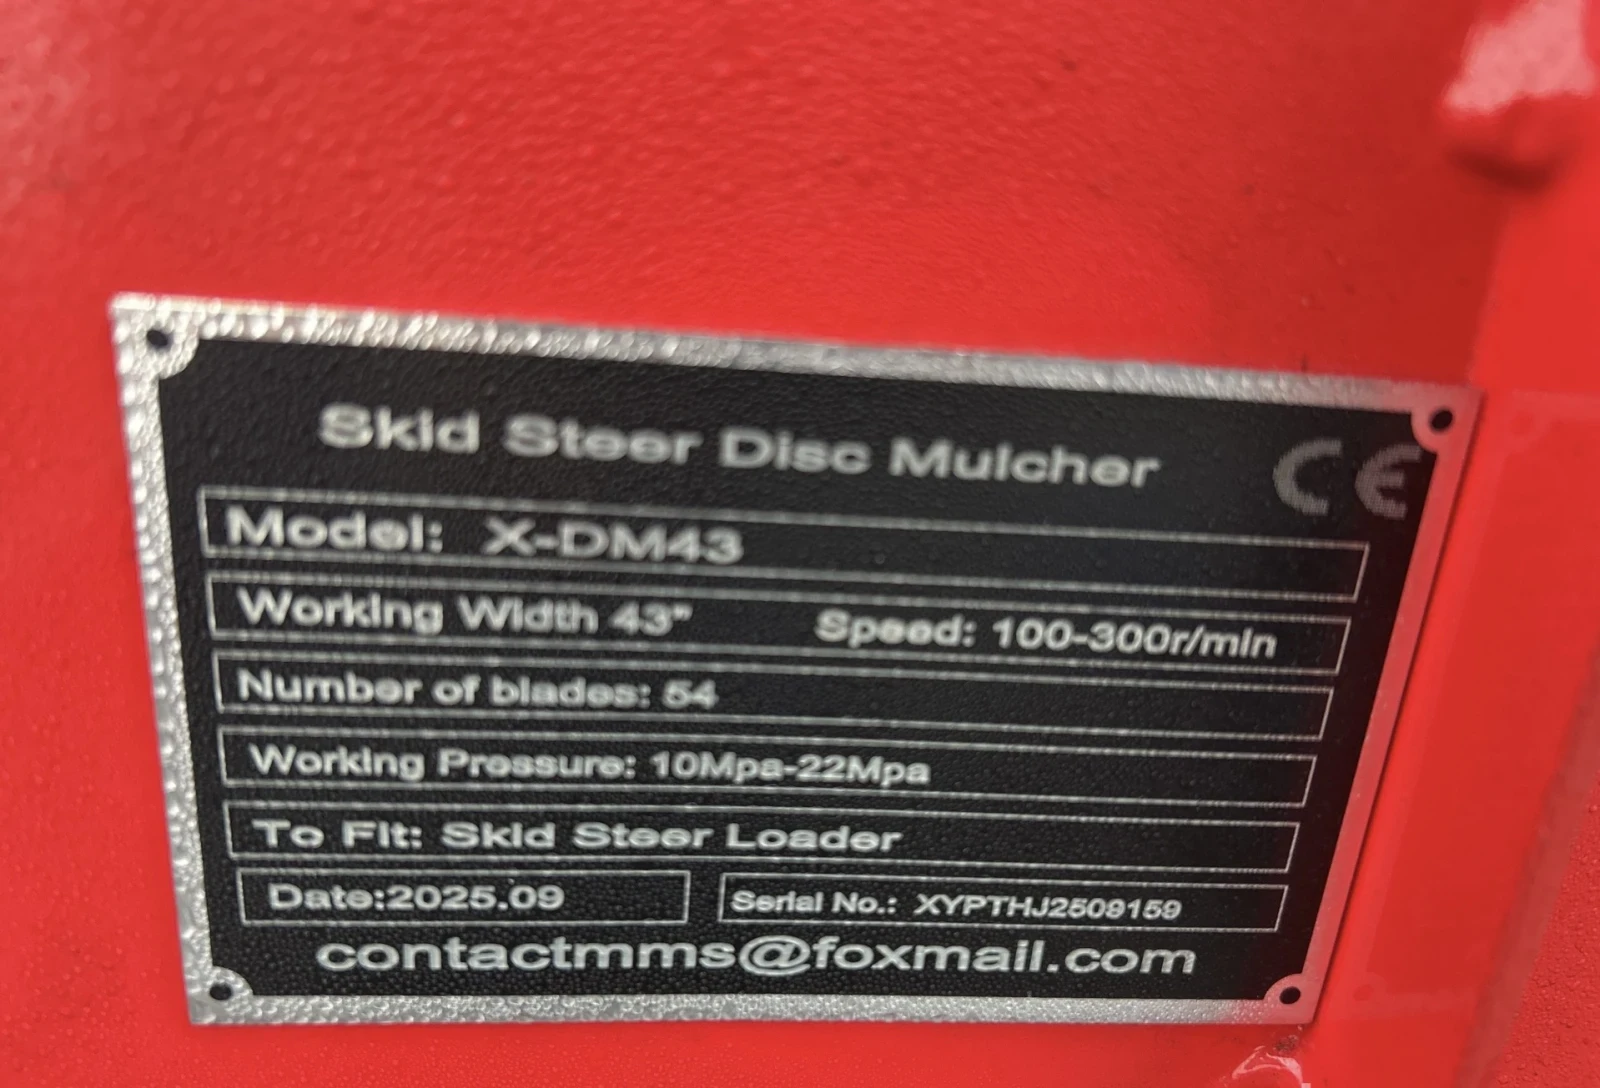 Skid Steer Disc Mulcher CE
Model: X-DM43
Working Width 43" Speed: 100-300r/min
Number of blades: 54
Working Pressure: 10Mpa-22Mpa
To Fit: Skid Steer Loader
Date:2025.09 Serial No.: XYPTHJ2509159
contactmms@foxmail.com